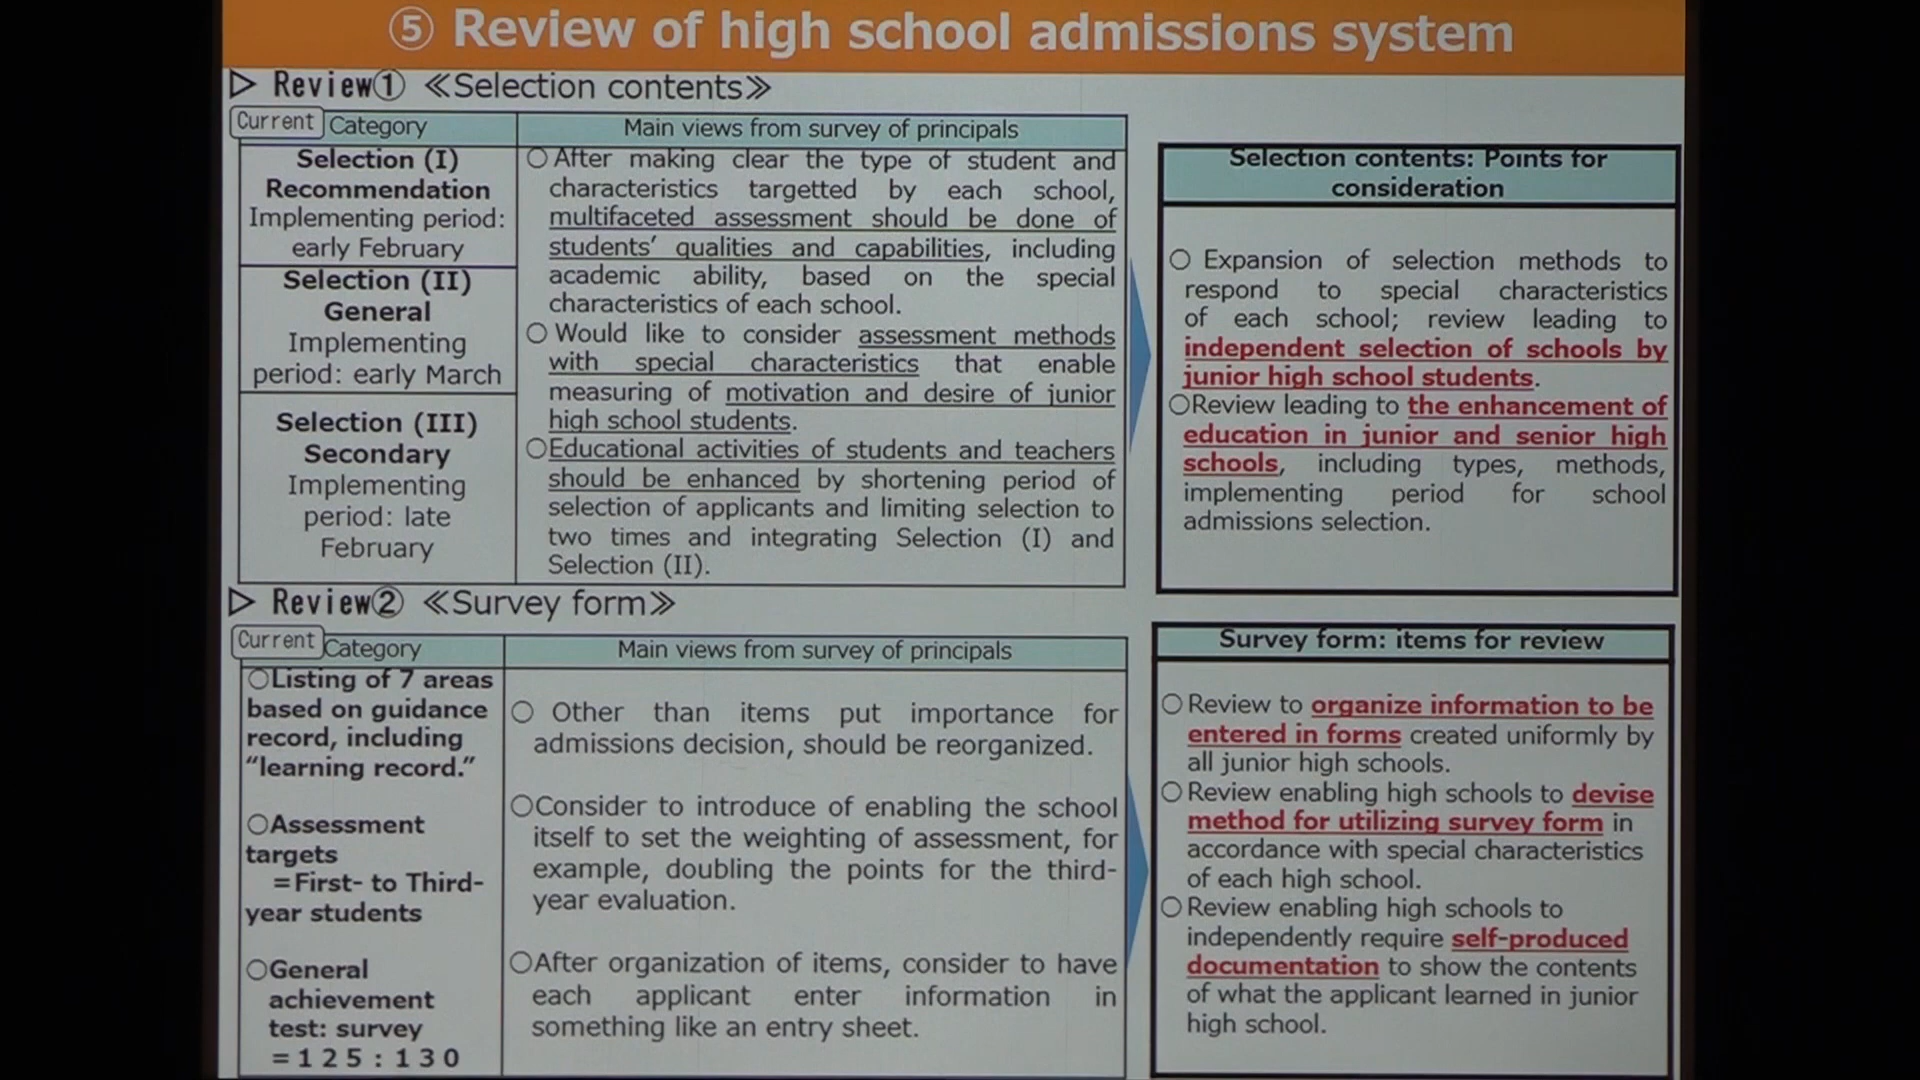 ⑤ Review of high school admissions system
▷ Review① ≪Selection contents≫
Current Category
Main views from survey of principals
Selection (I)
Recommendation
Implementing period:
early February
Selection (II)
General
Implementing
period: early March
Selection (III)
Secondary
Implementing
period: late
February
○After making clear the type of student and
characteristics targetted by each school,
multifaceted assessment should be done of
students' qualities and capabilities, including
academic ability, based on the special
characteristics of each school.
○Would like to consider assessment methods
with special characteristics that enable
measuring of motivation and desire of junior
high school students.
○Educational activities of students and teachers
should be enhanced by shortening period of
selection of applicants and limiting selection to
two times and integrating Selection (I) and
Selection (II).
Selection contents: Points for
consideration
○ Expansion of selection methods to
respond to special characteristics
of each school; review leading to
independent selection of schools by
junior high school students.
○Review leading to the enhancement of
education in junior and senior high
schools, including types, methods,
implementing period for school
admissions selection.
▷ Review② ≪Survey form≫
Current Category
Main views from survey of principals
○Listing of 7 areas
based on guidance
record, including
“learning record.”
○Assessment
targets
=First- to Third-
year students
○General
achievement
test: survey
=125:130
○ Other than items put importance for
admissions decision, should be reorganized.
○Consider to introduce of enabling the school
itself to set the weighting of assessment, for
example, doubling the points for the third-
year evaluation.
○After organization of items, consider to have
each applicant enter information in
something like an entry sheet.
Survey form: items for review
○Review to organize information to be
entered in forms created uniformly by
all junior high schools.
○Review enabling high schools to devise
method for utilizing survey form in
accordance with special characteristics
of each high school.
○Review enabling high schools to
independently require self-produced
documentation to show the contents
of what the applicant learned in junior
high school.